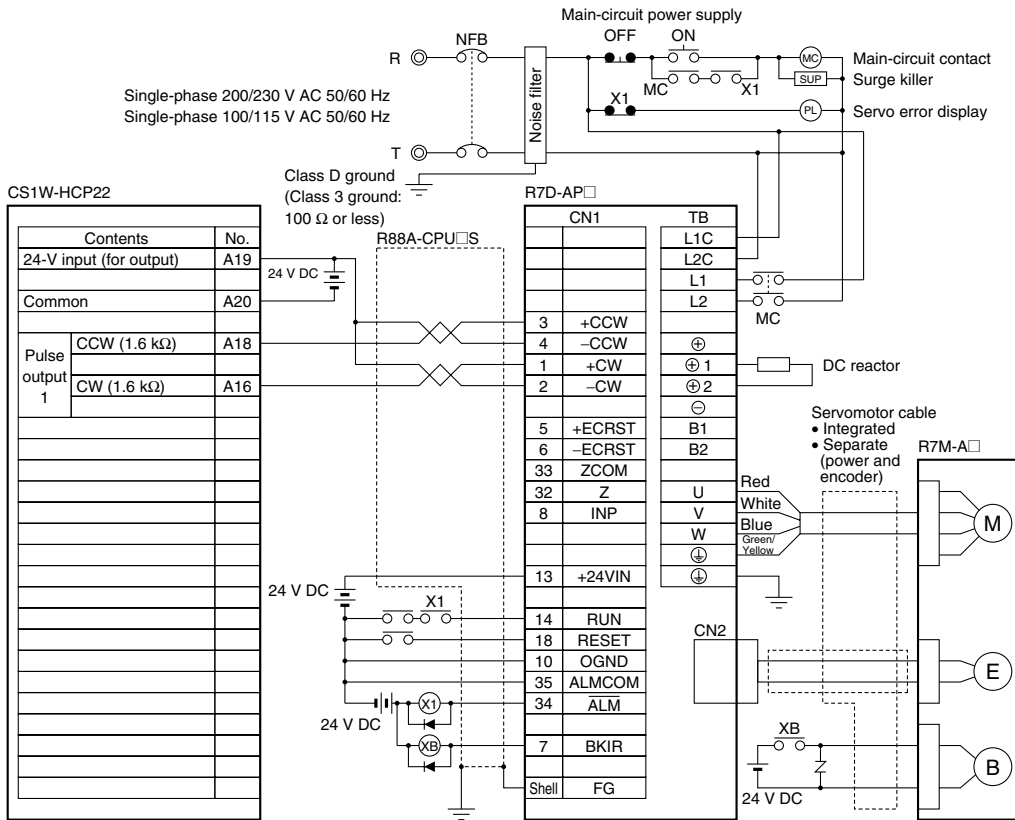 Main-circuit power supply
R NFB OFF ON
MC Main-circuit contact
MC X1 SUP Surge killer
Single-phase 200/230 V AC 50/60 Hz
Single-phase 100/115 V AC 50/60 Hz
Noise filter
X1 PL Servo error display
T
Class D ground
(Class 3 ground:
100 Ω or less)
CS1W-HCP22
R7D-AP□
R88A-CPU□S
Contents No.
24-V input (for output) A19
Common A20
Pulse output 1
CCW (1.6 kΩ) A18
CW (1.6 kΩ) A16
24 V DC
CN1 TB
L1C
L2C
L1
L2
MC
3 +CCW
4 −CCW ⊕
1 +CW ⊕ 1
2 −CW ⊕ 2
DC reactor
⊖
5 +ECRST B1
6 −ECRST B2
33 ZCOM
32 Z U
8 INP V
W
Red
White
Blue
Green/
Yellow
Servomotor cable
• Integrated
• Separate
(power and
encoder)
R7M-A□
M
24 V DC
13 +24VIN
X1
14 RUN
18 RESET
10 OGND
35 ALMCOM
24 V DC X1
34 A̅L̅M̅
XB
7 BKIR
Shell FG
CN2
E
XB
24 V DC
B